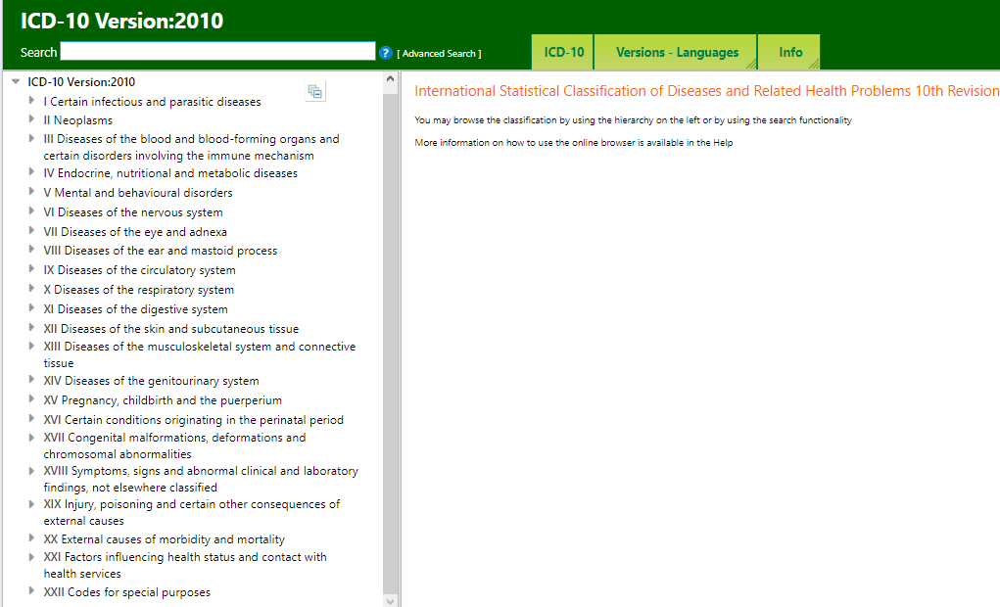 ICD-10 Version:2010
Search
? [ Advanced Search ]
ICD-10
Versions - Languages
Info
ICD-10 Version:2010
I Certain infectious and parasitic diseases
II Neoplasms
III Diseases of the blood and blood-forming organs and
certain disorders involving the immune mechanism
IV Endocrine, nutritional and metabolic diseases
V Mental and behavioural disorders
VI Diseases of the nervous system
VII Diseases of the eye and adnexa
VIII Diseases of the ear and mastoid process
IX Diseases of the circulatory system
X Diseases of the respiratory system
XI Diseases of the digestive system
XII Diseases of the skin and subcutaneous tissue
XIII Diseases of the musculoskeletal system and connective
tissue
XIV Diseases of the genitourinary system
XV Pregnancy, childbirth and the puerperium
XVI Certain conditions originating in the perinatal period
XVII Congenital malformations, deformations and
chromosomal abnormalities
XVIII Symptoms, signs and abnormal clinical and laboratory
findings, not elsewhere classified
XIX Injury, poisoning and certain other consequences of
external causes
XX External causes of morbidity and mortality
XXI Factors influencing health status and contact with
health services
XXII Codes for special purposes
International Statistical Classification of Diseases and Related Health Problems 10th Revision
You may browse the classification by using the hierarchy on the left or by using the search functionality
More information on how to use the online browser is available in the Help